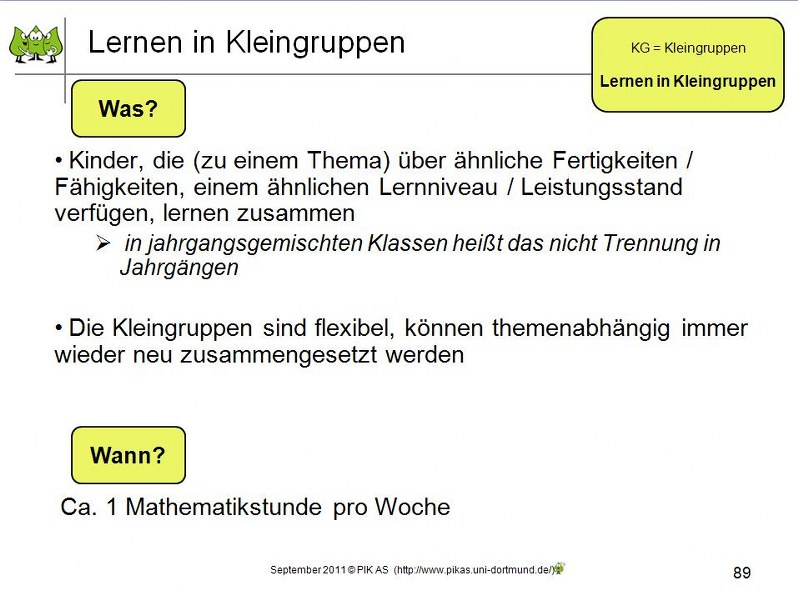 Lernen in Kleingruppen
KG = Kleingruppen
Lernen in Kleingruppen
Was?
• Kinder, die (zu einem Thema) über ähnliche Fertigkeiten /
Fähigkeiten, einem ähnlichen Lernniveau / Leistungsstand
verfügen, lernen zusammen
➢ in jahrgangsgemischten Klassen heißt das nicht Trennung in
Jahrgängen
• Die Kleingruppen sind flexibel, können themenabhängig immer
wieder neu zusammengesetzt werden
Wann?
Ca. 1 Mathematikstunde pro Woche
September 2011 © PIK AS (http://www.pikas.uni-dortmund.de/)
89